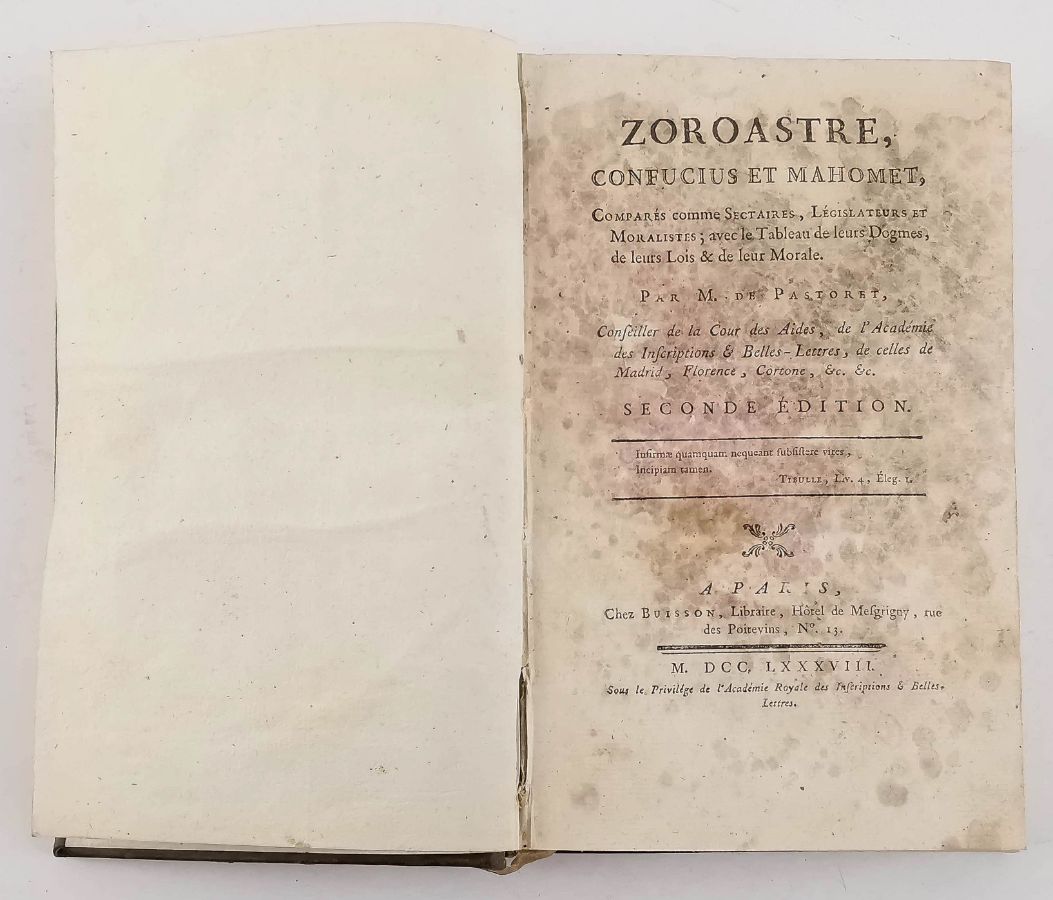 ZOROASTRE,
CONFUCIUS ET MAHOMET,
COMPARÉS comme SECTAIRES, LÉGISLATEURS ET
MORALISTES; avec le Tableau de leurs Dogmes,
de leurs Lois & de leur Morale.
PAR M. DE PASTORET,
Conſeiller de la Cour des Aides, de l'Académie
des Inſcriptions & Belles-Lettres, de celles de
Madrid, Florence, Cortone, &c. &c.
SECONDE ÉDITION.
Infirmæ quamquam nequeant ſubſiſtere vires,
Incipiam tamen.
TIBULLE, Liv. 4, Éleg. 1.
A PARIS,
Chez BUISSON, Libraire, Hôtel de Meſgrigny, rue
des Poitevins, N°. 13.
M. DCC. LXXXVIII.
Sous le Privilége de l'Académie Royale des Inſcriptions & Belles-
Lettres.